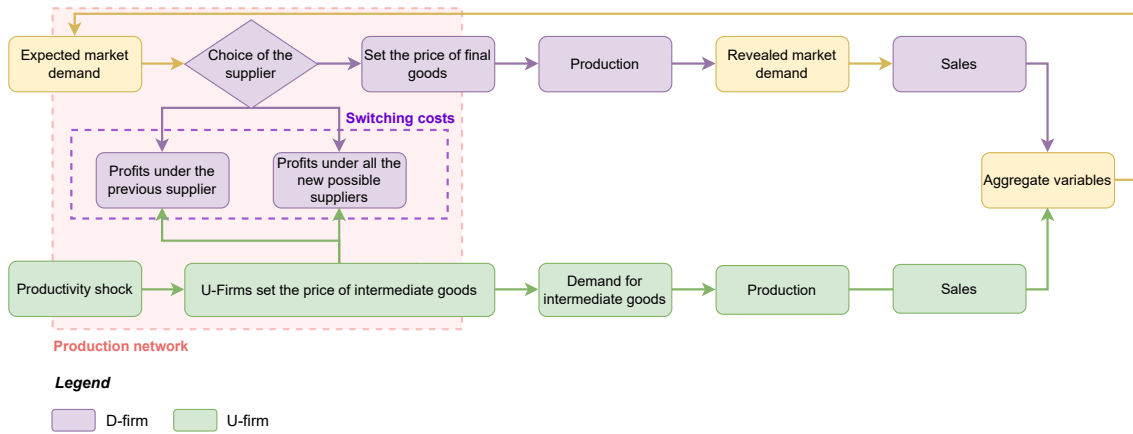 Expected market
demand
Choice of the
supplier
Set the price of final
goods
Production
Revealed market
demand
Sales
Switching costs
Profits under the
previous supplier
Profits under all the
new possible
suppliers
Aggregate variables
Productivity shock
U-Firms set the price of intermediate goods
Demand for
intermediate goods
Production
Sales
Production network
Legend
D-firm
U-firm